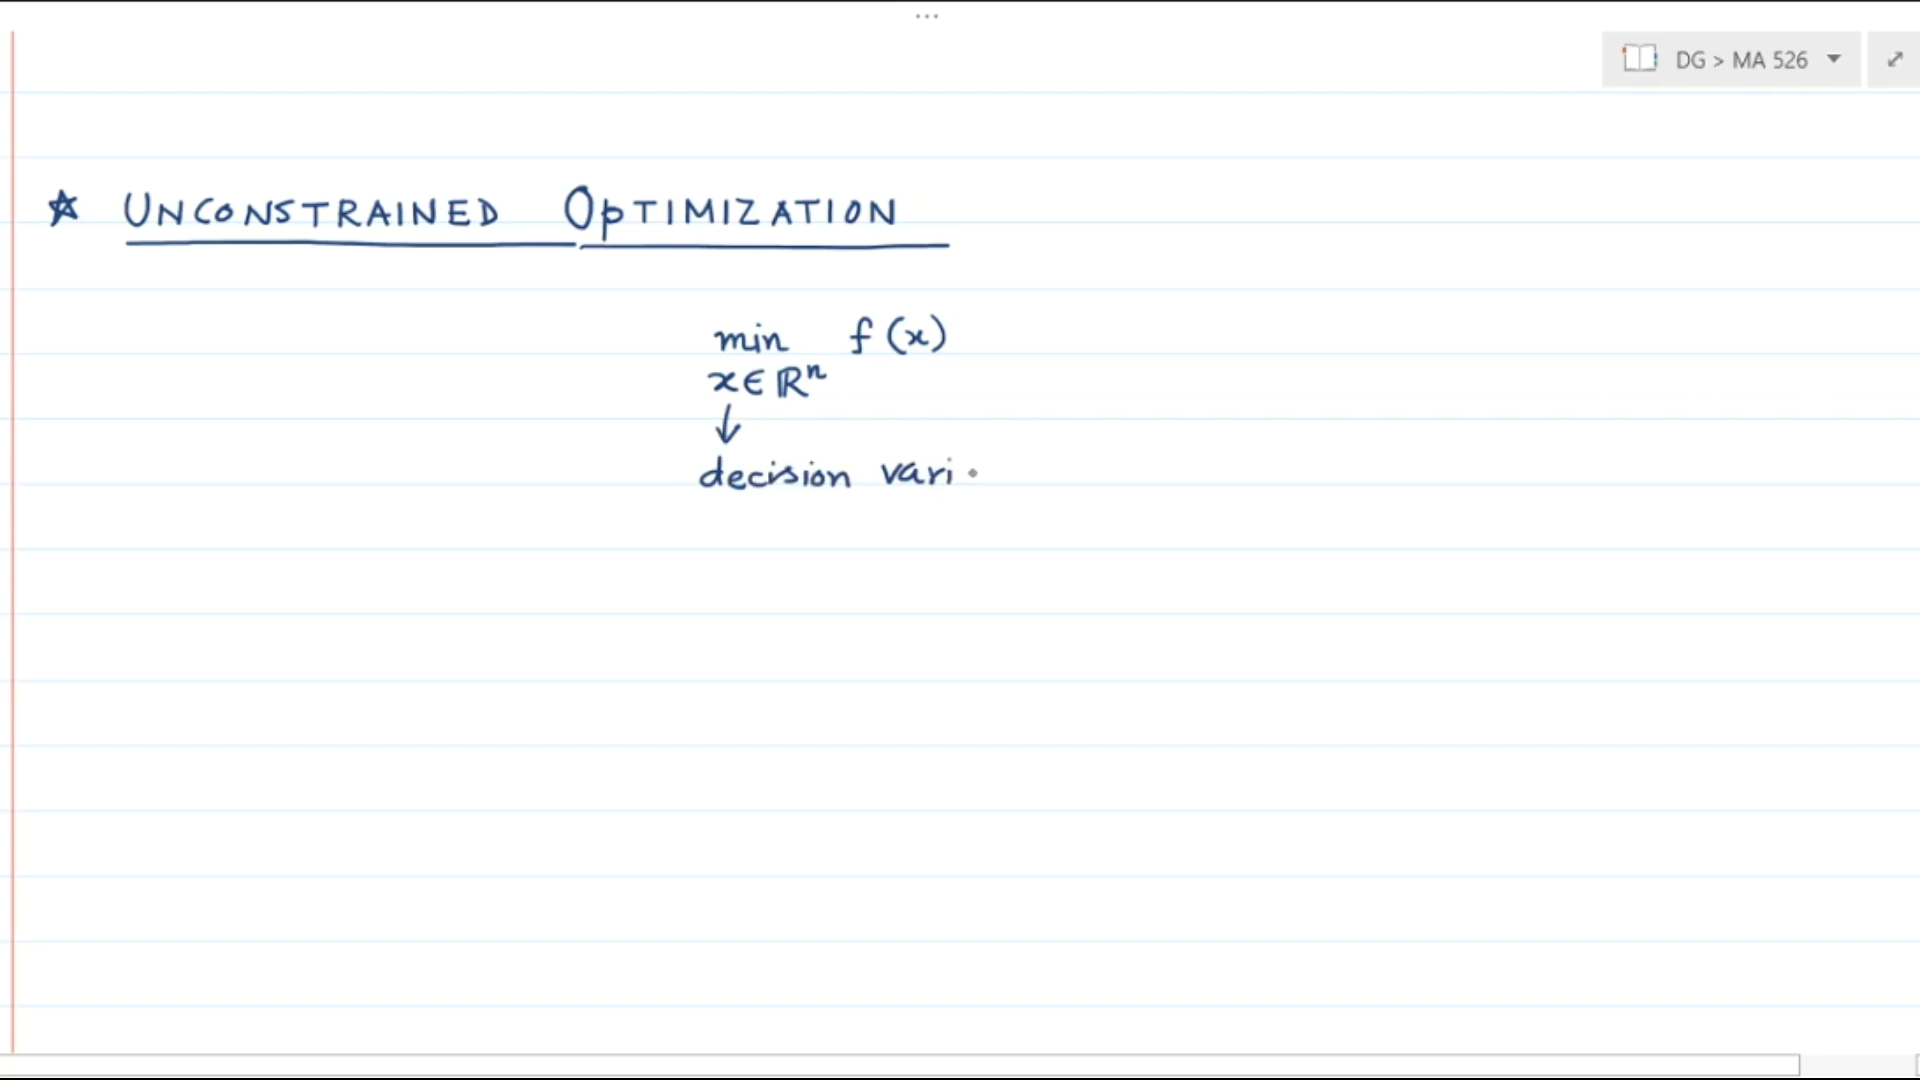 ...
DG > MA 526
☆ UNCONSTRAINED OPTIMIZATION
min f(x)
x∈ℝⁿ
↓
decision vari